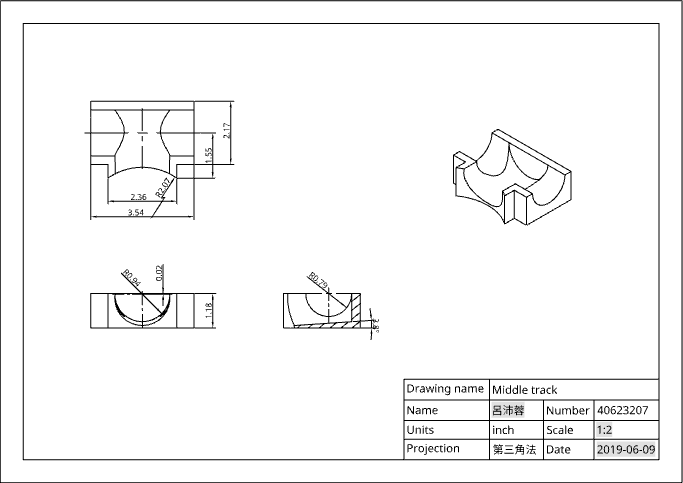 2.17
1.55
R2.07
2.36
3.54
R0.94
0.02
1.18
R0.79
Drawing name Middle track
Name 呂沛蓉 Number 40623207
Units inch Scale 1:2
Projection 第三角法 Date 2019-06-09